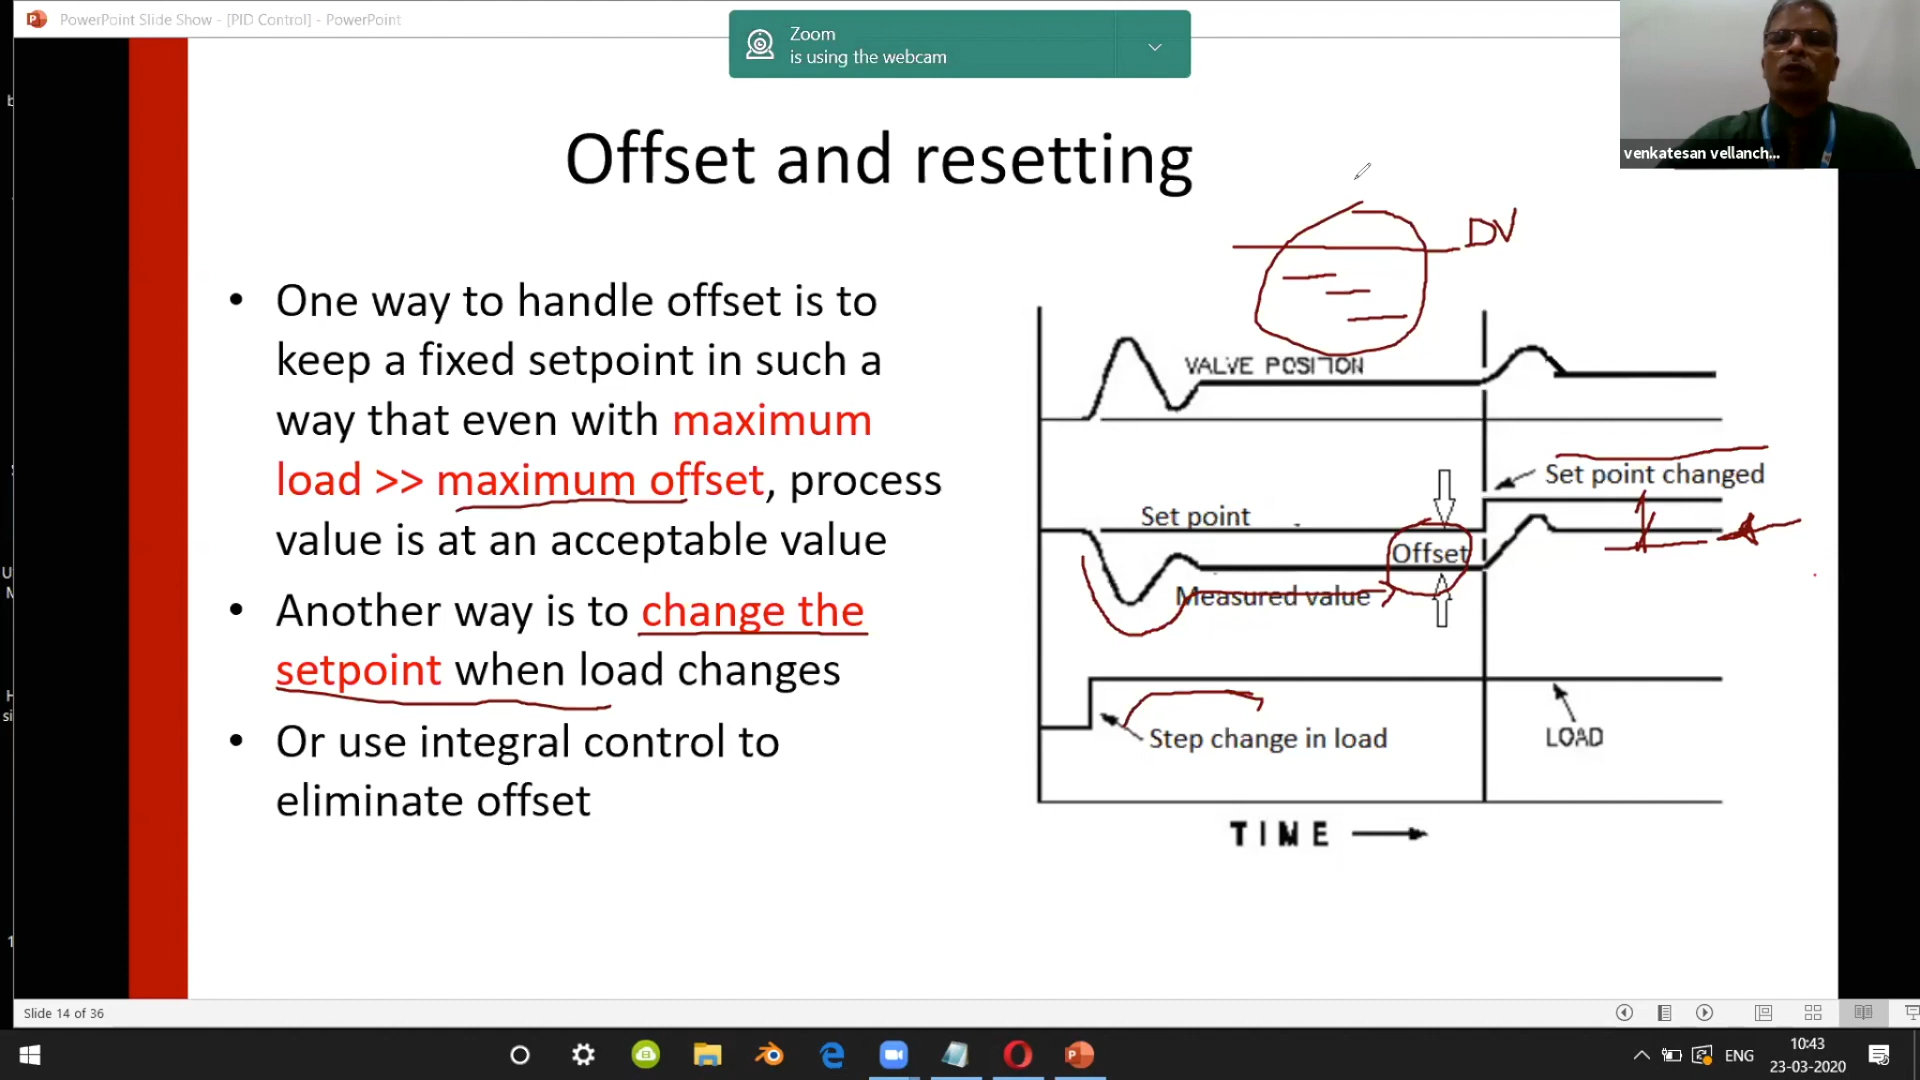 PowerPoint Slide Show - [PID Control] - PowerPoint
Zoom
is using the webcam
venkatesan vellanch...
Offset and resetting
DV
• One way to handle offset is to
keep a fixed setpoint in such a
way that even with maximum
load >> maximum offset, process
value is at an acceptable value
• Another way is to change the
setpoint when load changes
• Or use integral control to
eliminate offset
VALVE POSITION
Set point changed
Set point
Offset
Measured value
Step change in load
LOAD
TIME
Slide 14 of 36
ENG
10:43
23-03-2020